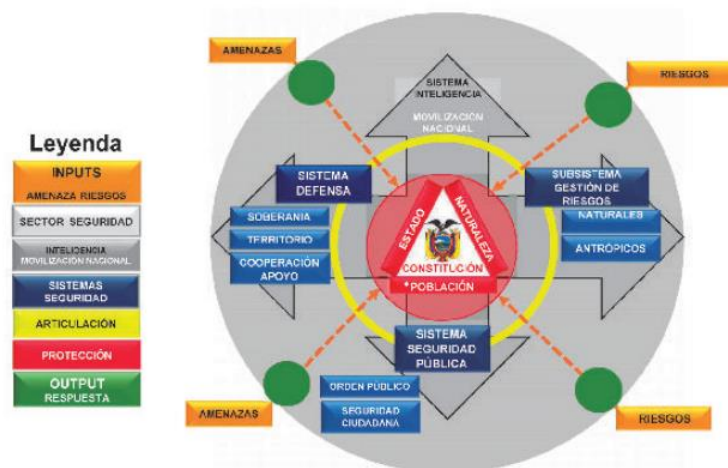 AMENAZAS
RIESGOS
SISTEMA
INTELIGENCIA
MOVILIZACIÓN
NACIONAL
Leyenda
INPUTS
AMENAZA RIESGOS
SECTOR SEGURIDAD
INTELIGENCIA
MOVILIZACIÓN NACIONAL
SISTEMAS
SEGURIDAD
ARTICULACIÓN
PROTECCIÓN
OUTPUT
RESPUESTA
SISTEMA
DEFENSA
SOBERANIA
TERRITORIO
COOPERACIÓN
APOYO
SUBSISTEMA
GESTIÓN DE
RIESGOS
NATURALES
ANTRÓPICOS
ESTADO
NATURALEZA
CONSTITUCIÓN
*POBLACIÓN
SISTEMA
SEGURIDAD
PÚBLICA
ORDEN PÚBLICO
SEGURIDAD
CIUDADANA
AMENAZAS
RIESGOS